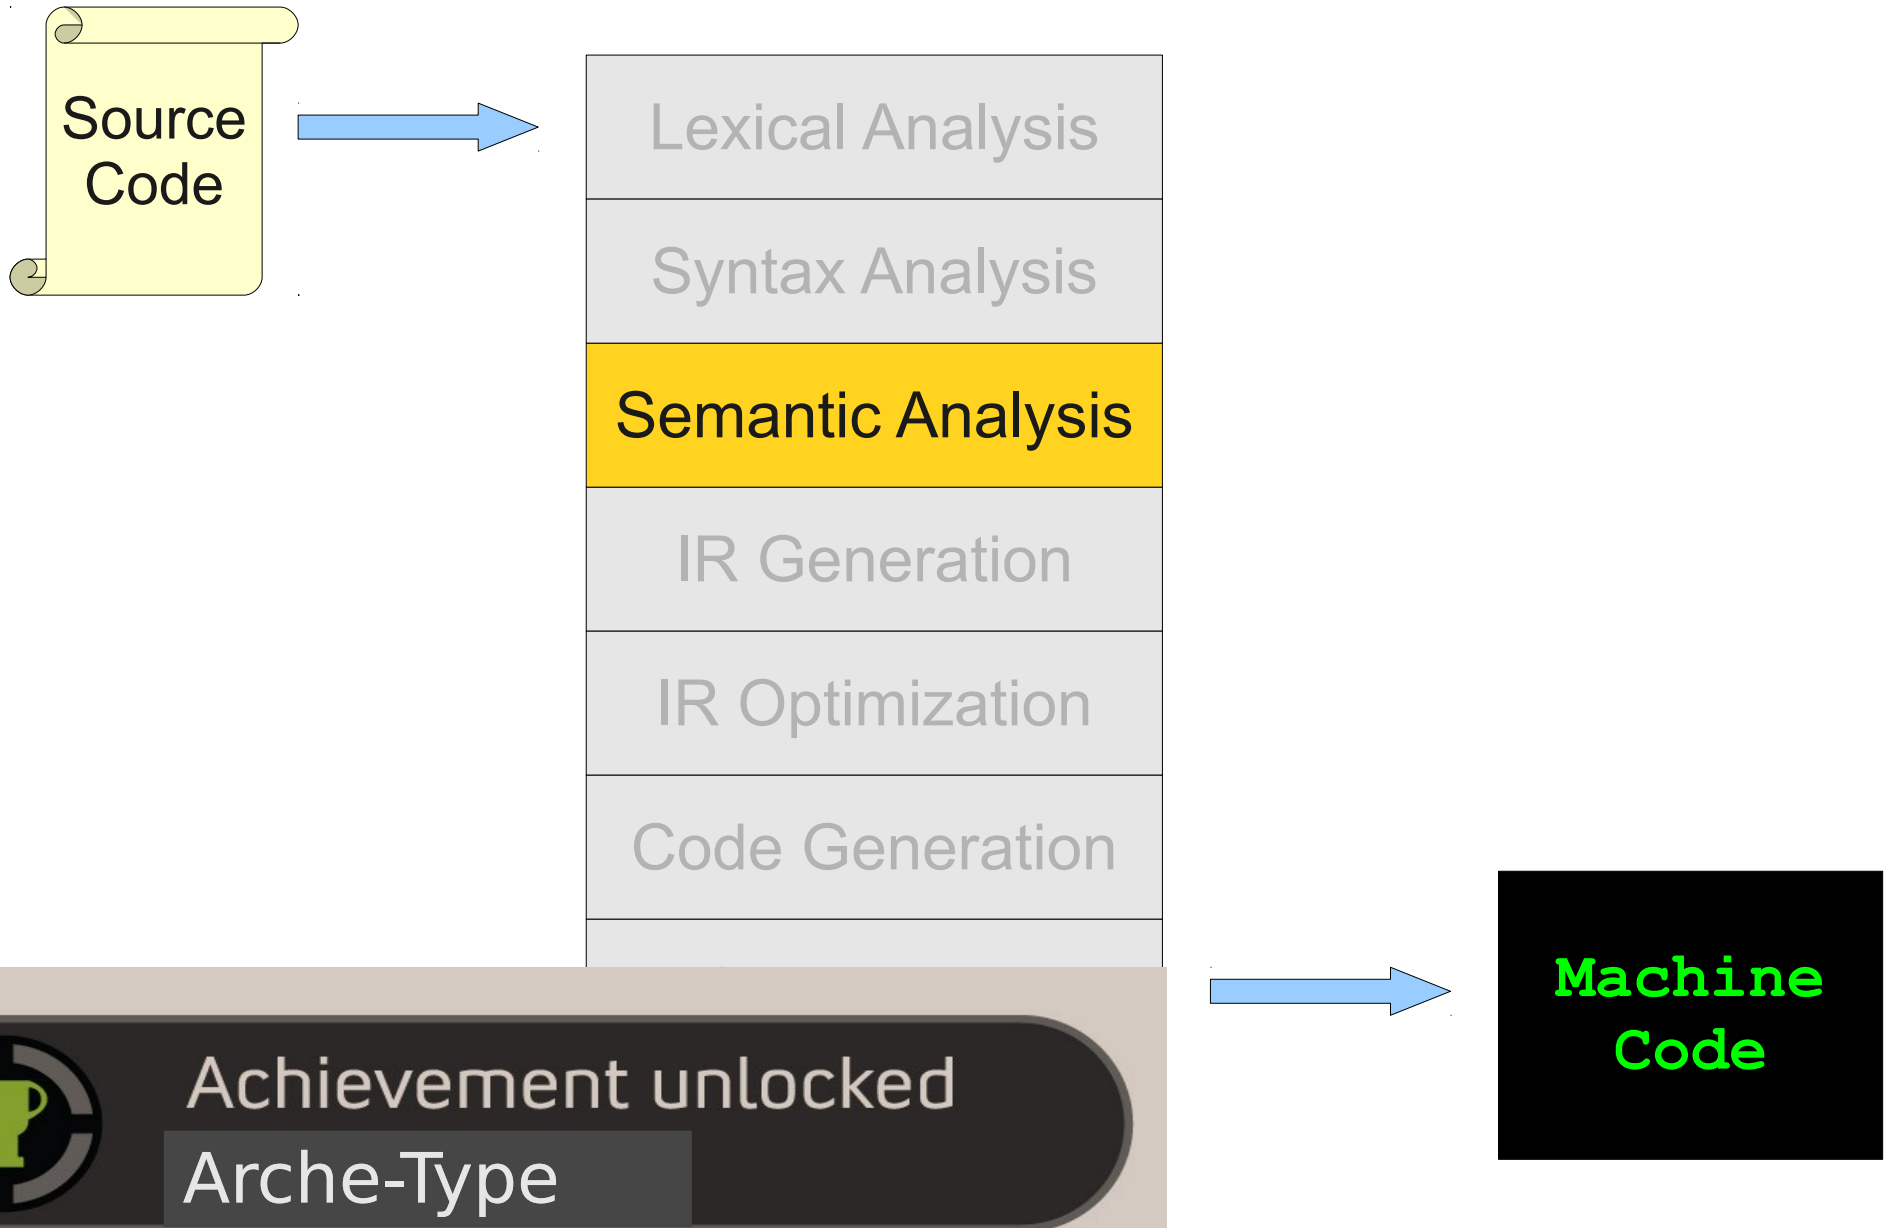 Source
Code
Lexical Analysis
Syntax Analysis
Semantic Analysis
IR Generation
IR Optimization
Code Generation
Machine
Code
Achievement unlocked
Arche-Type